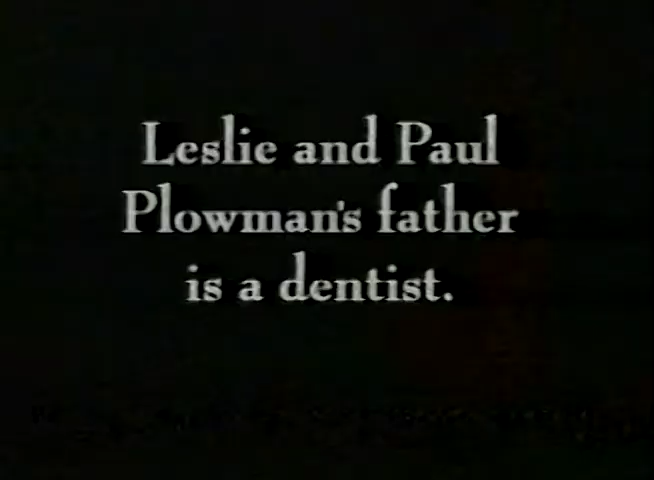 Leslie and Paul
Plowman's father
is a dentist.